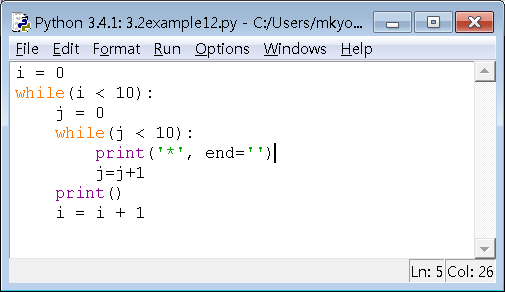 Python 3.4.1: 3.2example12.py - C:/Users/mkyo...
File Edit Format Run Options Windows Help
i = 0
while(i < 10):
    j = 0
    while(j < 10):
        print('*', end='')
        j=j+1
    print()
    i = i + 1
Ln: 5 Col: 26